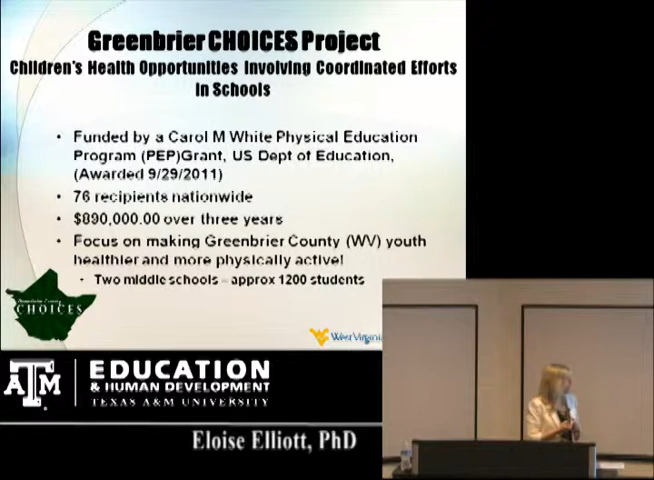 Greenbrier CHOICES Project
Children's Health Opportunities Involving Coordinated Efforts
in Schools
• Funded by a Carol M White Physical Education
Program (PEP)Grant, US Dept of Education,
(Awarded 9/29/2011)
• 76 recipients nationwide
• $890,000.00 over three years
• Focus on making Greenbrier County (WV) youth
healthier and more physically active!
• Two middle schools - approx 1200 students
CHOICES
West Virginia
ATM
EDUCATION
& HUMAN DEVELOPMENT
TEXAS A&M UNIVERSITY
Eloise Elliott, PhD